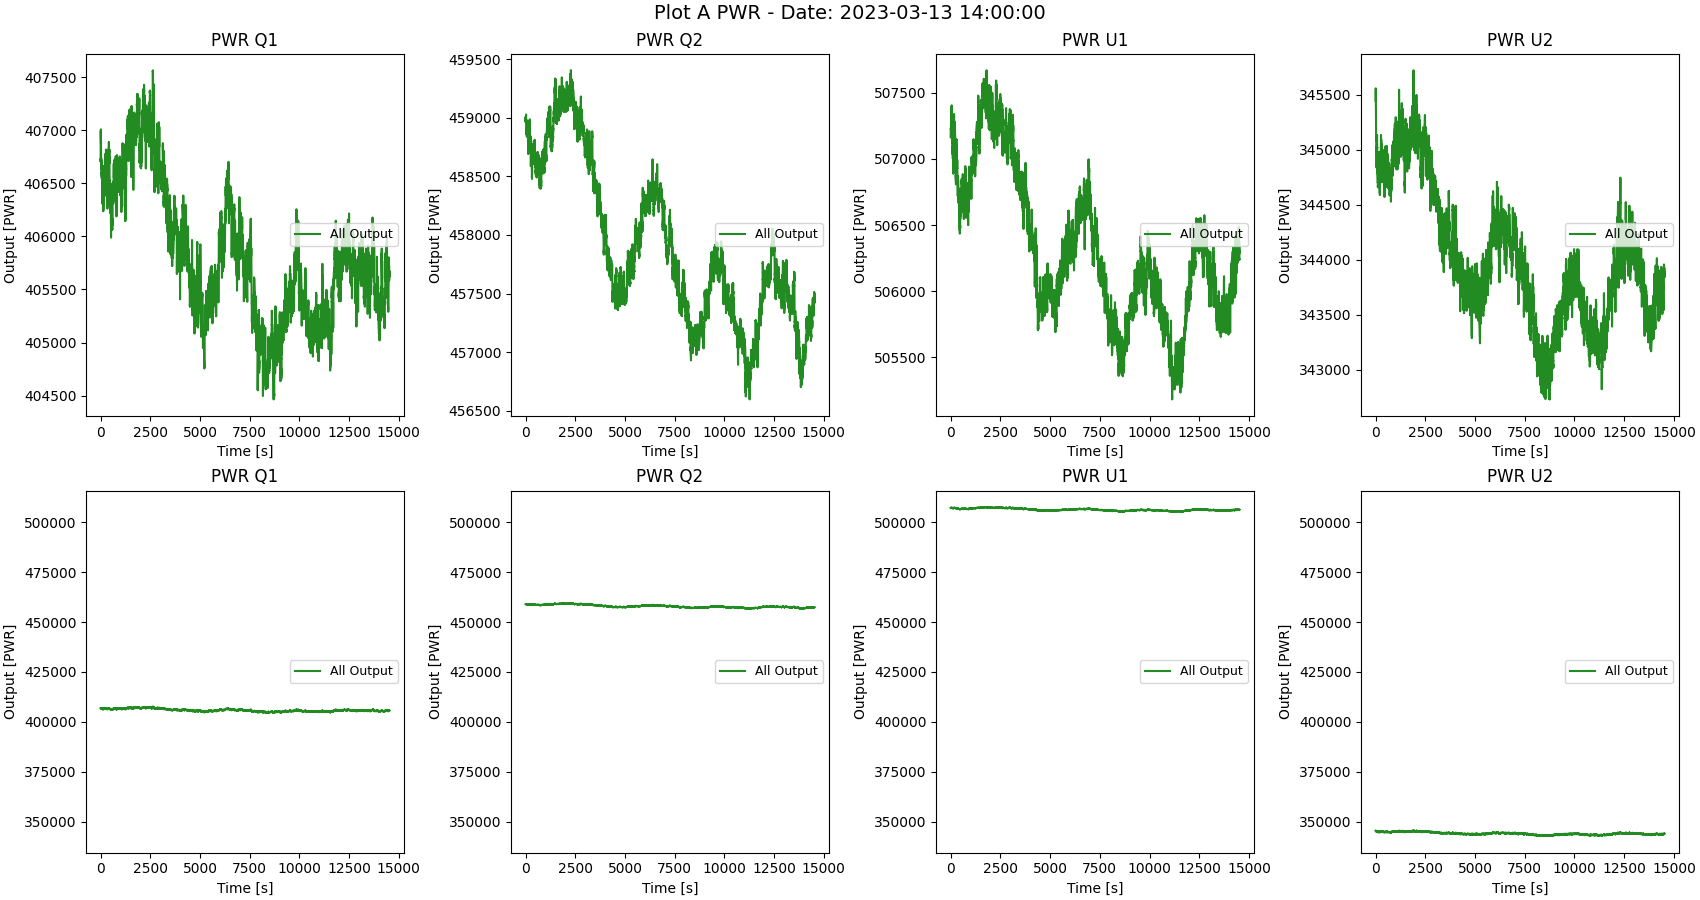 Plot A PWR - Date: 2023-03-13 14:00:00
PWR Q1
PWR Q2
PWR U1
PWR U2
Output [PWR]
407500
407000
406500
406000
405500
405000
404500
All Output
0 2500 5000 7500 10000 12500 15000
Time [s]
Output [PWR]
459500
459000
458500
458000
457500
457000
456500
All Output
0 2500 5000 7500 10000 12500 15000
Time [s]
Output [PWR]
507500
507000
506500
506000
505500
All Output
0 2500 5000 7500 10000 12500 15000
Time [s]
Output [PWR]
345500
345000
344500
344000
343500
343000
All Output
0 2500 5000 7500 10000 12500 15000
Time [s]
PWR Q1
PWR Q2
PWR U1
PWR U2
Output [PWR]
500000
475000
450000
425000
400000
375000
350000
All Output
0 2500 5000 7500 10000 12500 15000
Time [s]
Output [PWR]
500000
475000
450000
425000
400000
375000
350000
All Output
0 2500 5000 7500 10000 12500 15000
Time [s]
Output [PWR]
500000
475000
450000
425000
400000
375000
350000
All Output
0 2500 5000 7500 10000 12500 15000
Time [s]
Output [PWR]
500000
475000
450000
425000
400000
375000
350000
All Output
0 2500 5000 7500 10000 12500 15000
Time [s]